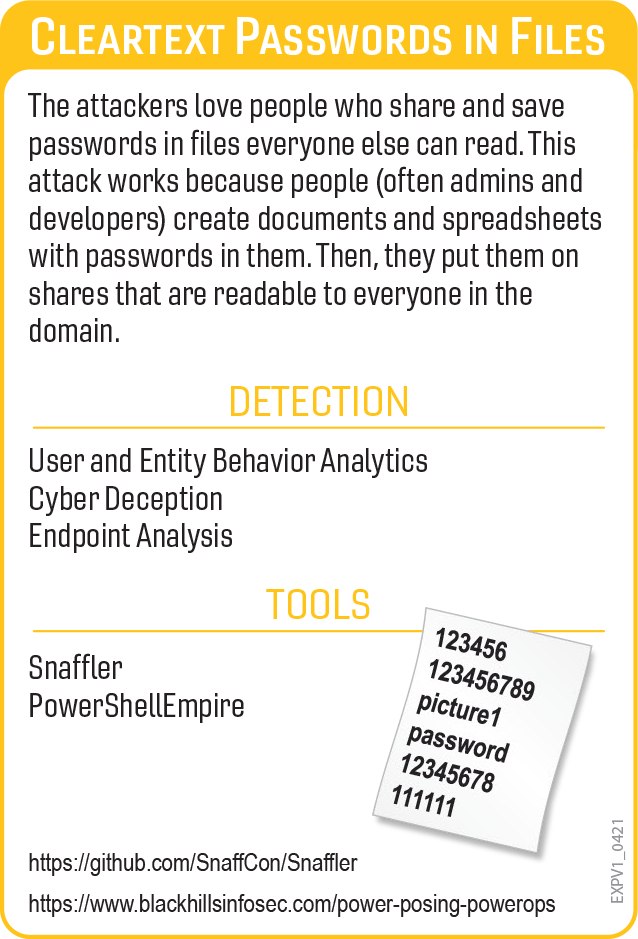 CLEARTEXT PASSWORDS IN FILES
The attackers love people who share and save
passwords in files everyone else can read. This
attack works because people (often admins and
developers) create documents and spreadsheets
with passwords in them. Then, they put them on
shares that are readable to everyone in the
domain.
DETECTION
User and Entity Behavior Analytics
Cyber Deception
Endpoint Analysis
TOOLS
Snaffler
PowerShellEmpire
123456
123456789
picture1
password
12345678
111111
https://github.com/SnaffCon/Snaffler
https://www.blackhillsinfosec.com/power-posing-powerops
EXPV1_0421